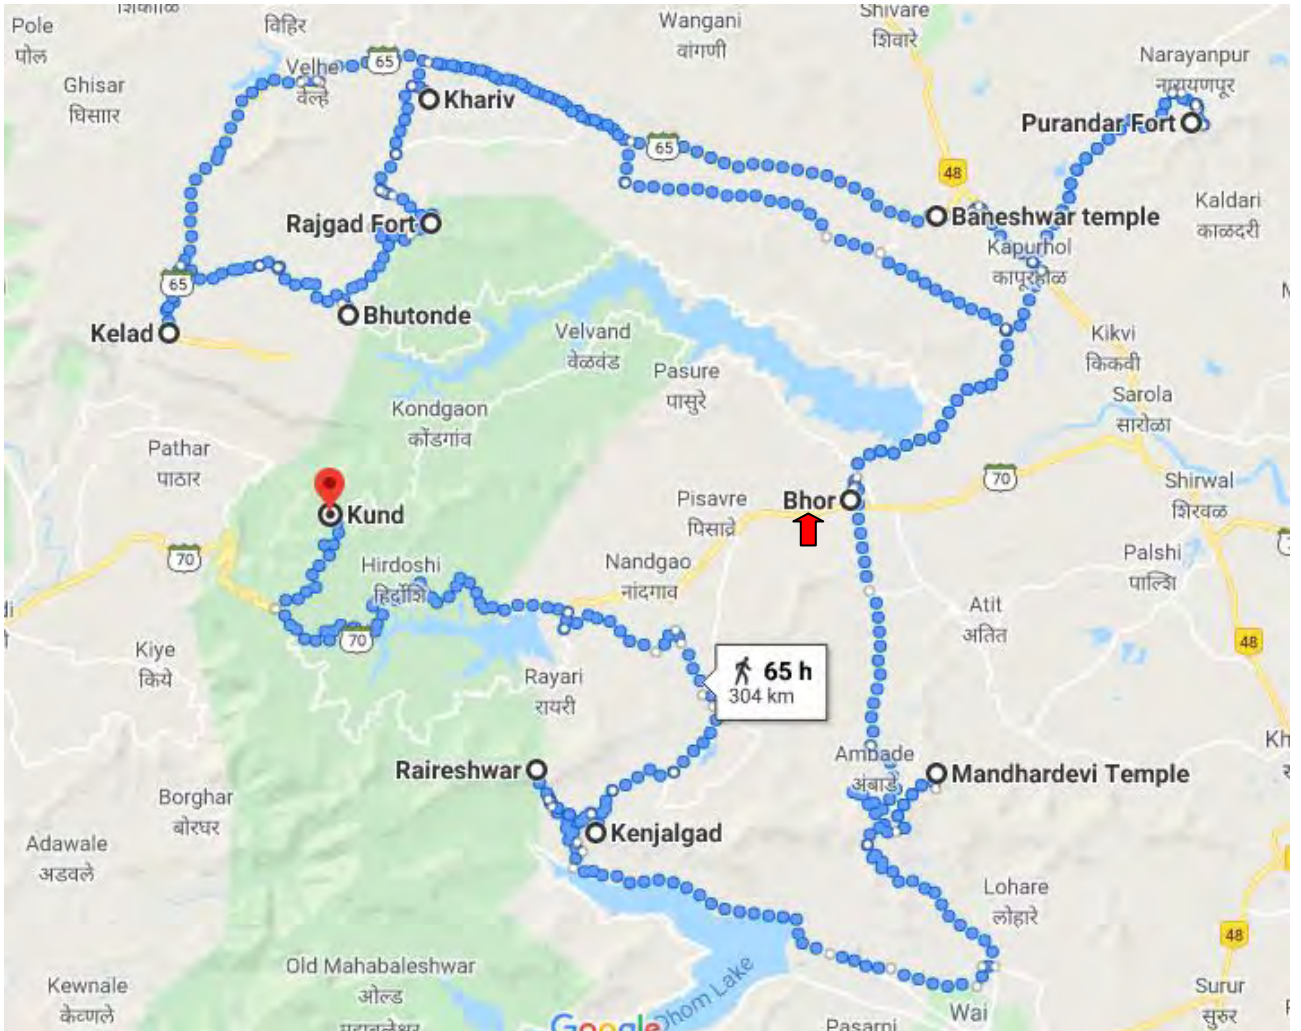 Pole
पोल
विहिर
Wangani
वांगणी
Shivare
शिवारे
Narayanpur
नारायणपूर
Ghisar
घिसार
Velhe
वेल्हे
65
Khariv
65
Purandar Fort
48
Rajgad Fort
Baneshwar temple
Kaldari
काळदरी
Kapurhol
कापूरहोळ
65
Kelad
Bhutonde
Velvand
वेळवंड
Kikvi
किकवी
Pasure
पासुरे
Kondgaon
कोंडगांव
Sarola
सारोळा
Pathar
पाठार
Pisavre
पिसाव्रे
Bhor
70
Shirwal
शिरवळ
Kund
70
Hirdoshi
हिर्दोशि
Nandgao
नांदगाव
Palshi
पाल्शि
Atit
अतित
70
48
Kiye
किये
65 h
304 km
Rayari
रायरी
Raireshwar
Ambade
अंबाडे
Mandhardevi Temple
Borghar
बोरघर
Kenjalgad
Adawale
अडवले
Lohare
लोहारे
48
Old Mahabaleshwar
ओल्ड
Dhom Lake
Kewnale
केव्णले
Surur
सुरुर
Wai
Google
Pasarni